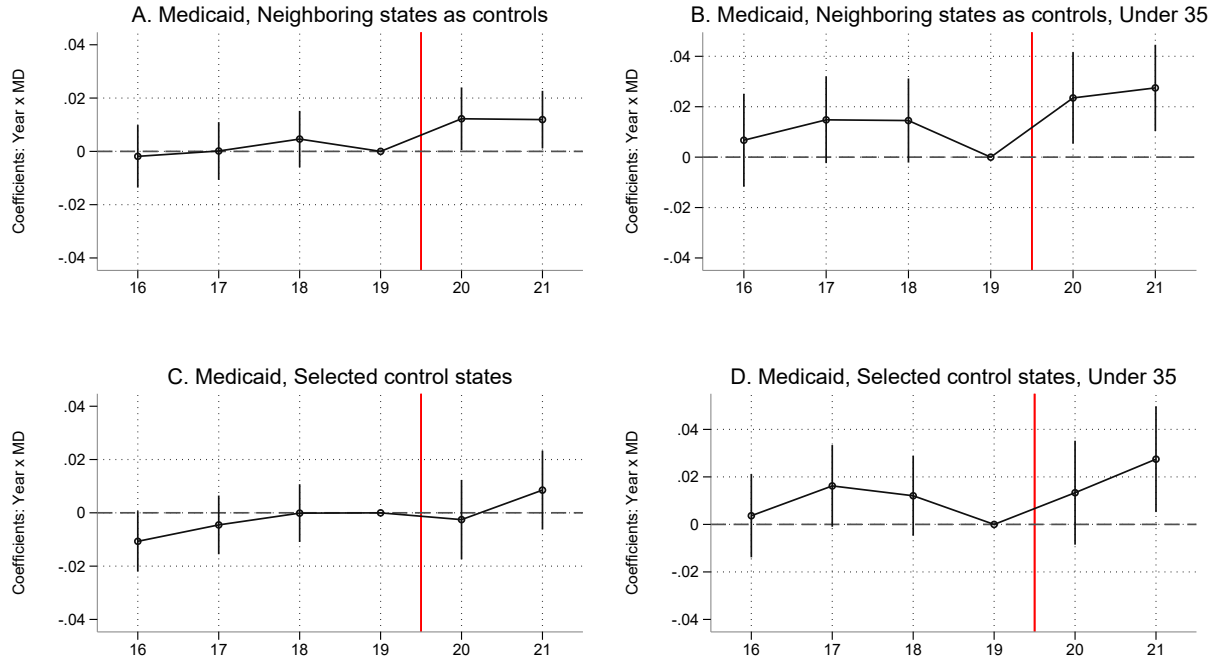 A. Medicaid, Neighboring states as controls
Coefficients: Year x MD
.04
.02
0
-.02
-.04
16 17 18 19 20 21
B. Medicaid, Neighboring states as controls, Under 35
Coefficients: Year x MD
.04
.02
0
-.02
-.04
16 17 18 19 20 21
C. Medicaid, Selected control states
Coefficients: Year x MD
.04
.02
0
-.02
-.04
16 17 18 19 20 21
D. Medicaid, Selected control states, Under 35
Coefficients: Year x MD
.04
.02
0
-.02
-.04
16 17 18 19 20 21